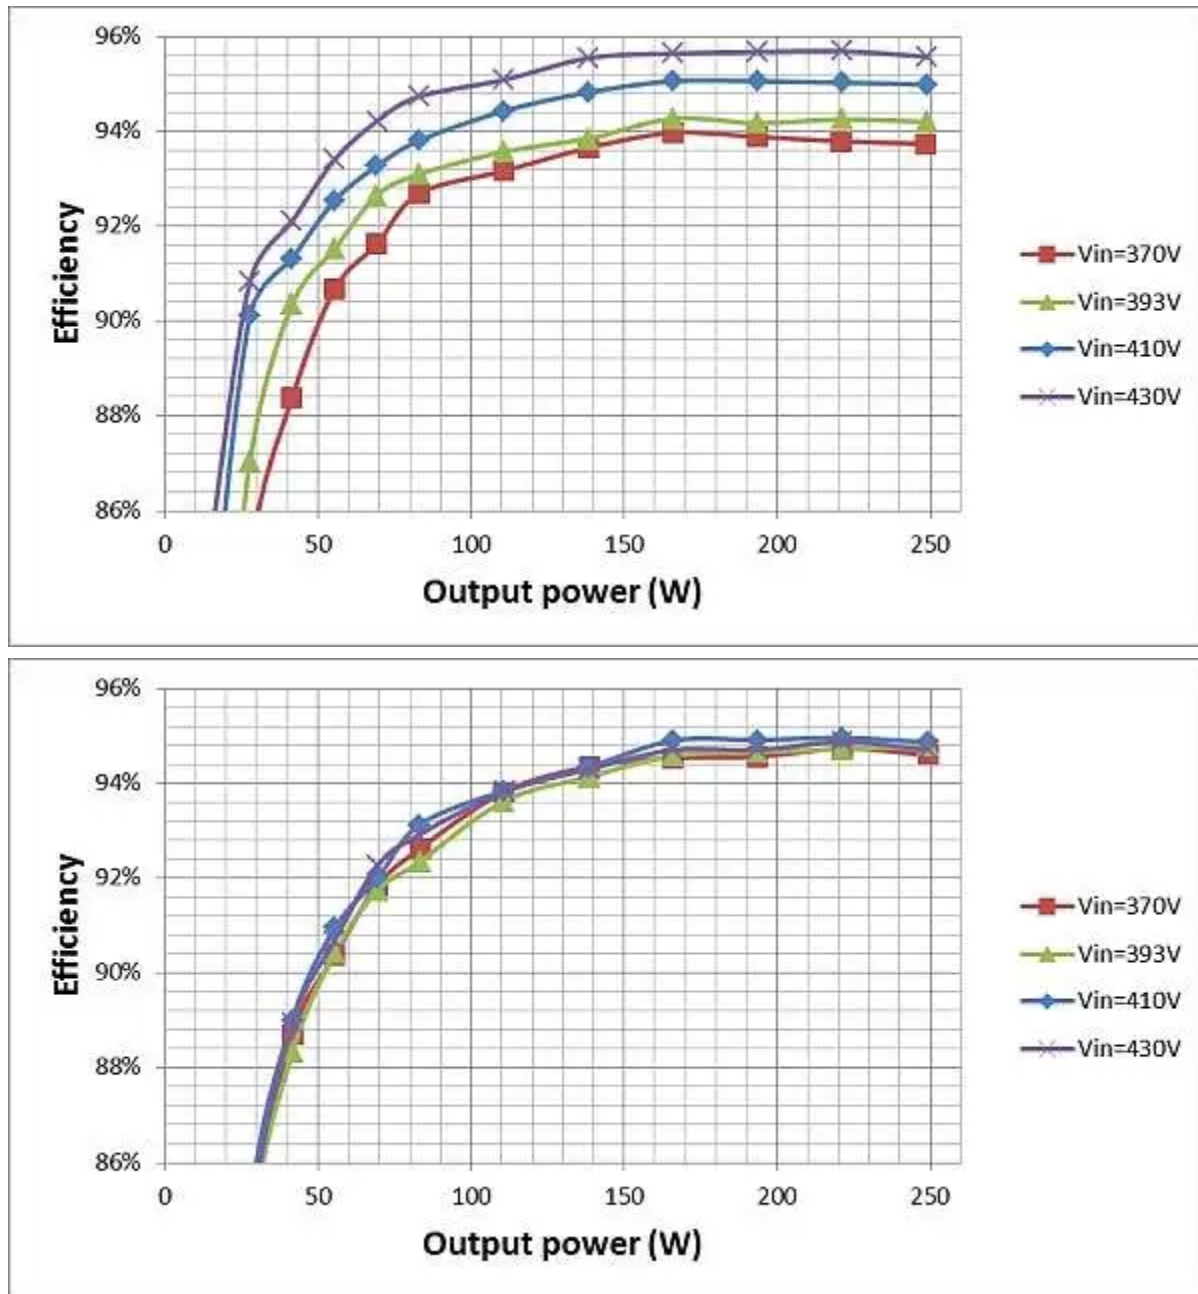 96%
94%
92%
90%
88%
86%
Efficiency
0 50 100 150 200 250
Output power (W)
Vin=370V
Vin=393V
Vin=410V
Vin=430V
96%
94%
92%
90%
88%
86%
Efficiency
0 50 100 150 200 250
Output power (W)
Vin=370V
Vin=393V
Vin=410V
Vin=430V